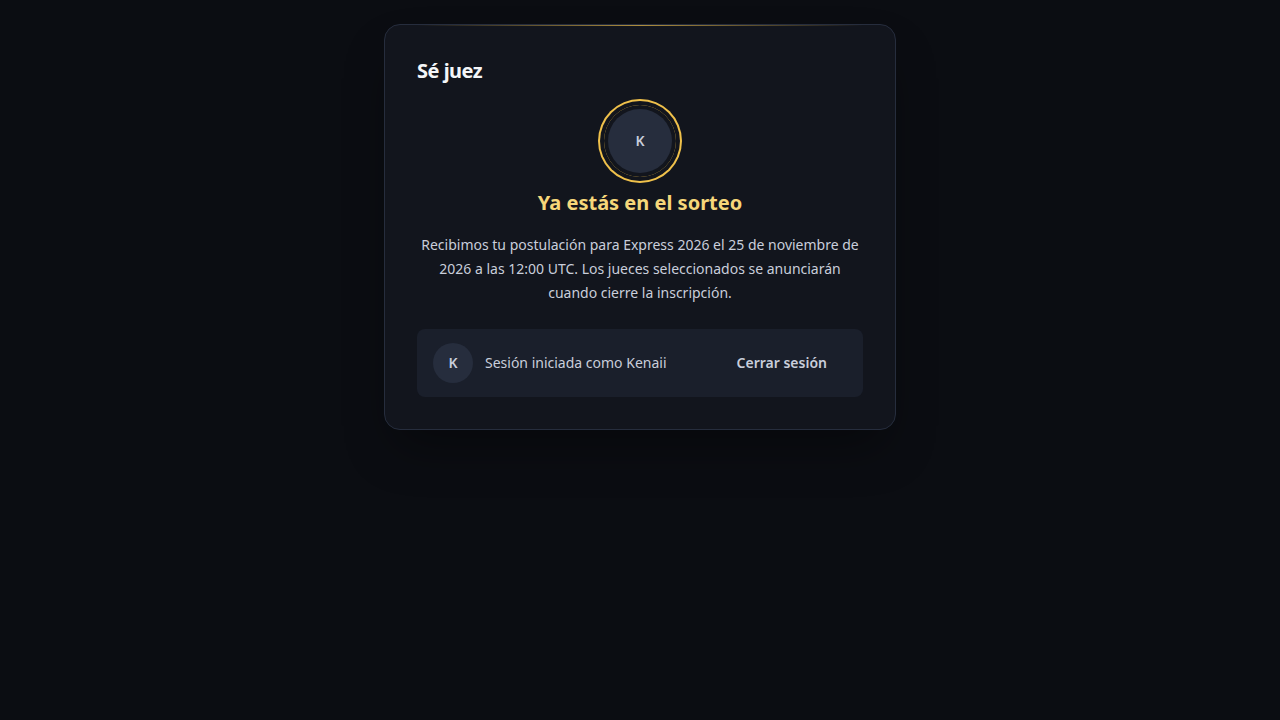 Sé juez
K
Ya estás en el sorteo
Recibimos tu postulación para Express 2026 el 25 de noviembre de
2026 a las 12:00 UTC. Los jueces seleccionados se anunciarán
cuando cierre la inscripción.
K Sesión iniciada como Kenaii Cerrar sesión